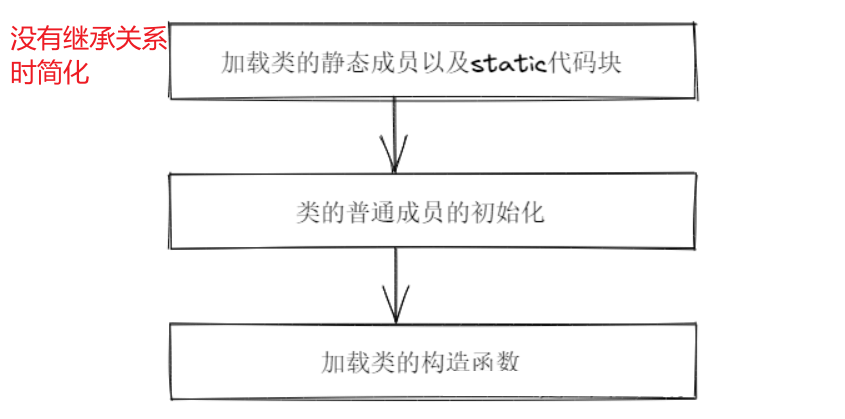 没有继承关系
时简化
加载类的静态成员以及static代码块
类的普通成员的初始化
加载类的构造函数